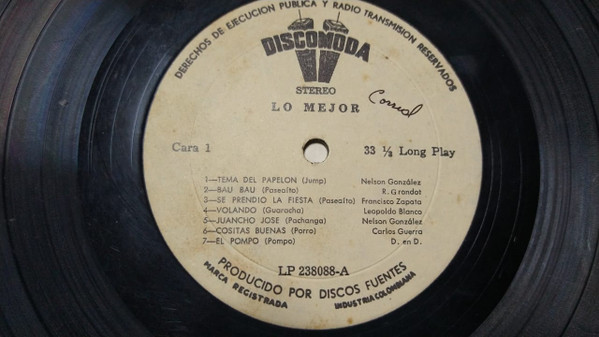 DERECHOS DE EJECUCION PUBLICA Y RADIO TRANSMISION RESERVADOS
DISCOMODA
STEREO
LO MEJOR
Corred
Cara 1
33 ⅓ Long Play
1—TEMA DEL PAPELON (Jump) Nelson González
2—BAU BAU (Paseaito) R. Grondot
3—SE PRENDIO LA FIESTA (Paseaito) Francisco Zapata
4—VOLANDO (Guarocha) Leopoldo Blanco
5—JUANCHO JOSE (Pachanga) Nelson González
6—COSITAS BUENAS (Porro) Carlos Guerra
7—EL POMPO (Pompo) D. en D.
LP 238088-A
PRODUCIDO POR DISCOS FUENTES
MARCA REGISTRADA INDUSTRIA COLOMBIANA